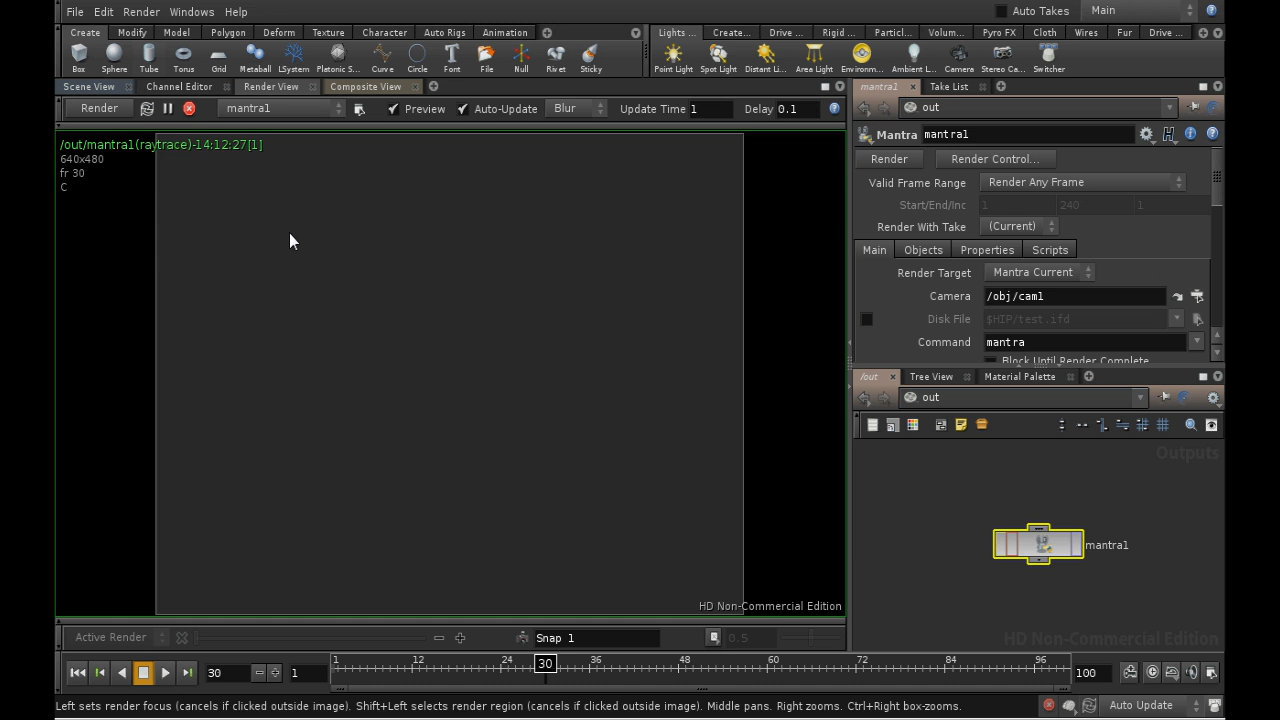 File Edit Render Windows Help Auto Takes Main
Create Modify Model Polygon Deform Texture Character Auto Rigs Animation Lights ... Create... Drive ... Rigid ... Particl... Volum... Pyro FX Cloth Wires Fur Drive ...
Box Sphere Tube Torus Grid Metaball LSystem Platonic S... Curve Circle Font File Null Rivet Sticky Point Light Spot Light Distant Li... Area Light Environm... Ambient L... Camera Stereo Ca... Switcher
Scene View Channel Editor Render View Composite View mantra1 Take List
Render mantra1 Preview Auto-Update Blur Update Time 1 Delay 0.1 out
Mantra mantra1
/out/mantra1(raytrace)-14:12:27[1]
640x480
fr 30
C
Render Render Control...
Valid Frame Range Render Any Frame
Start/End/Inc 1 240 1
Render With Take (Current)
Main Objects Properties Scripts
Render Target Mantra Current
Camera /obj/cam1
Disk File $HIP/test.ifd
Command mantra
Block Until Render Complete
/out Tree View Material Palette
out
Outputs
mantra1
HD Non-Commercial Edition
HD Non-Commercial Edition
Active Render Snap 1 0.5
30 1 1 12 24 30 36 48 60 72 84 96 100
Left sets render focus (cancels if clicked outside image). Shift+Left selects render region (cancels if clicked outside image). Middle pans. Right zooms. Ctrl+Right box-zooms. Auto Update